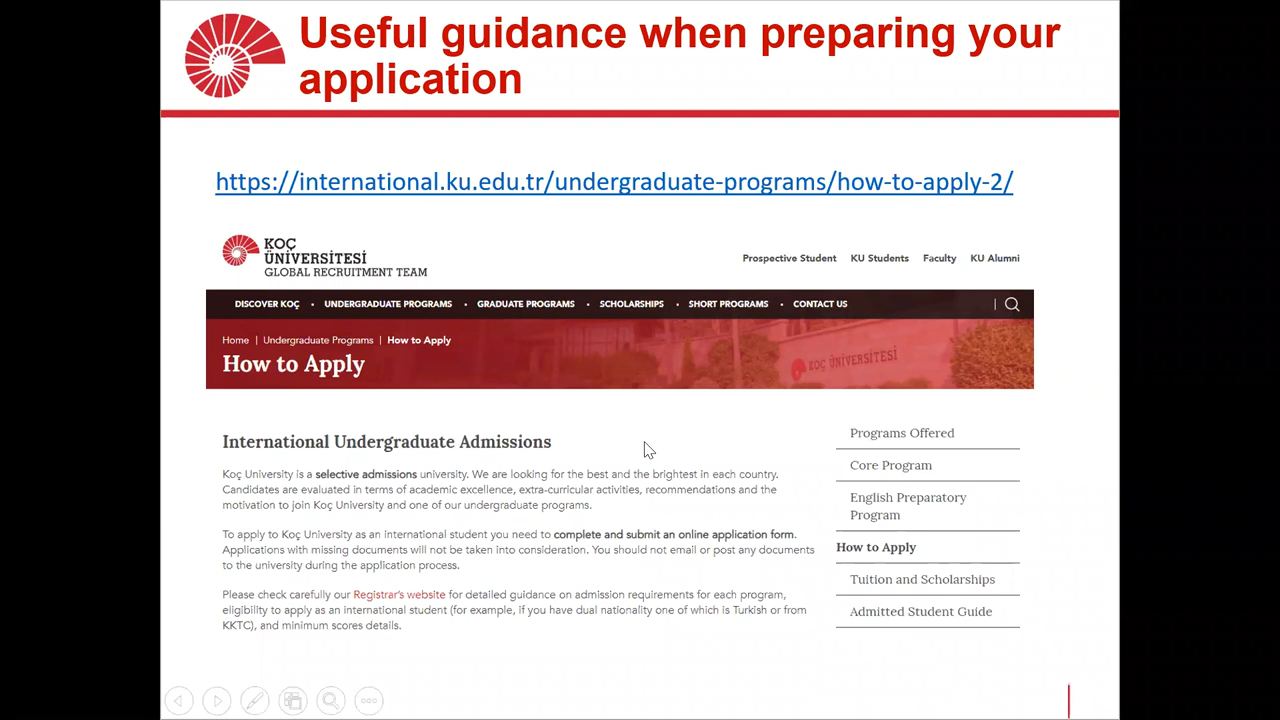 Useful guidance when preparing your
application
https://international.ku.edu.tr/undergraduate-programs/how-to-apply-2/
KOÇ
ÜNİVERSİTESİ
GLOBAL RECRUITMENT TEAM
Prospective Student KU Students Faculty KU Alumni
DISCOVER KOÇ • UNDERGRADUATE PROGRAMS • GRADUATE PROGRAMS • SCHOLARSHIPS • SHORT PROGRAMS • CONTACT US
Home | Undergraduate Programs | How to Apply
How to Apply
KOÇ ÜNİVERSİTESİ
International Undergraduate Admissions
Koç University is a selective admissions university. We are looking for the best and the brightest in each country.
Candidates are evaluated in terms of academic excellence, extra-curricular activities, recommendations and the
motivation to join Koç University and one of our undergraduate programs.
To apply to Koç University as an international student you need to complete and submit an online application form.
Applications with missing documents will not be taken into consideration. You should not email or post any documents
to the university during the application process.
Please check carefully our Registrar's website for detailed guidance on admission requirements for each program,
eligibility to apply as an international student (for example, if you have dual nationality one of which is Turkish or from
KKTC), and minimum scores details.
Programs Offered
Core Program
English Preparatory
Program
How to Apply
Tuition and Scholarships
Admitted Student Guide